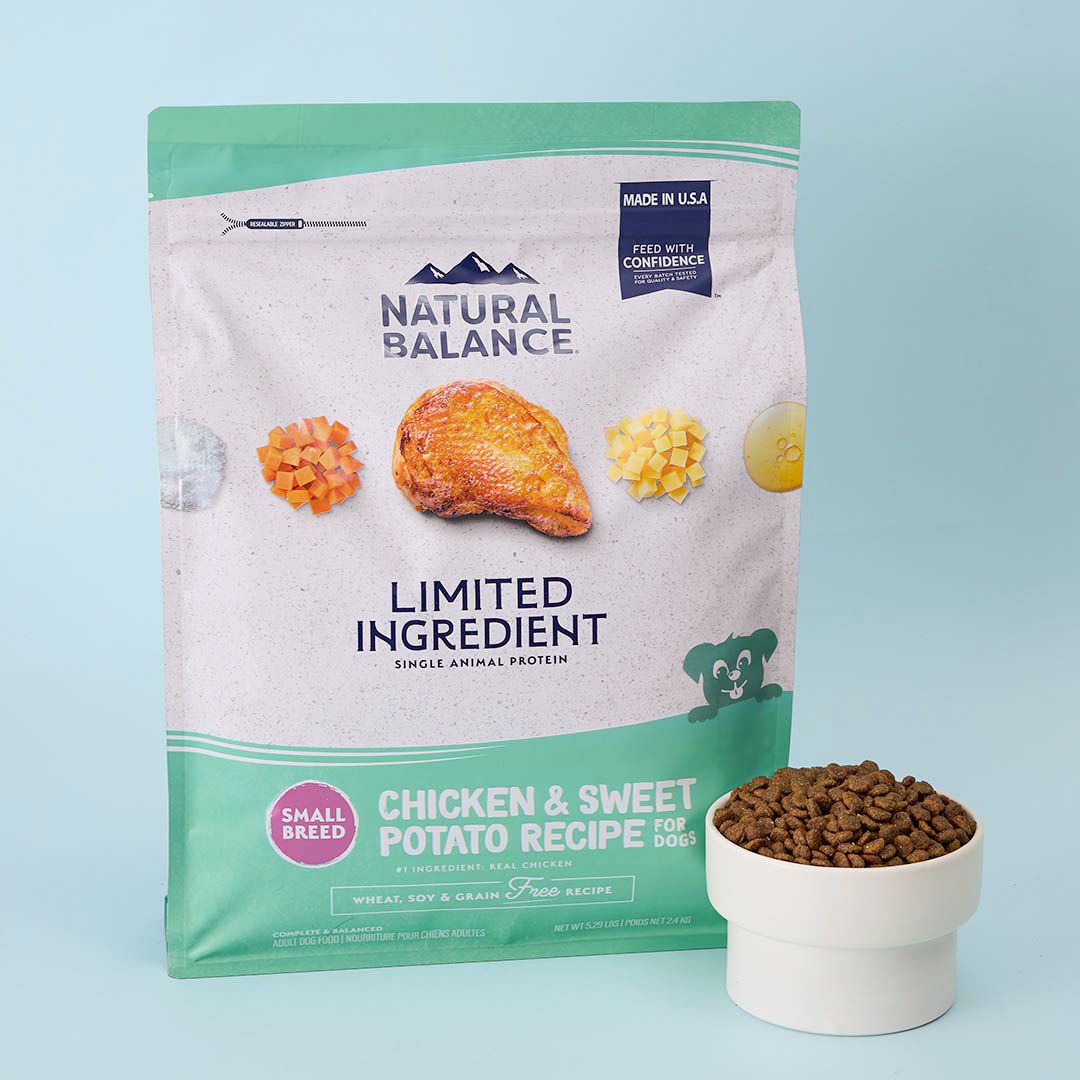 RESEALABLE ZIPPER
MADE IN U.S.A
FEED WITH
CONFIDENCE
EVERY BATCH TESTED
FOR QUALITY & SAFETY
™
NATURAL
BALANCE®
LIMITED
INGREDIENT
SINGLE ANIMAL PROTEIN
SMALL
BREED
CHICKEN & SWEET
POTATO RECIPE FOR
DOGS
#1 INGREDIENT: REAL CHICKEN
WHEAT, SOY & GRAIN Free RECIPE
COMPLETE & BALANCED
ADULT DOG FOOD | NOURRITURE POUR CHIENS ADULTES
NET WT 5.29 LBS | POIDS NET 2.4 KG